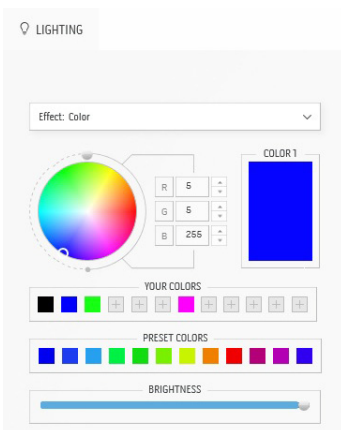 LIGHTING
Effect: Color
COLOR 1
R 5
G 5
B 255
YOUR COLORS
PRESET COLORS
BRIGHTNESS